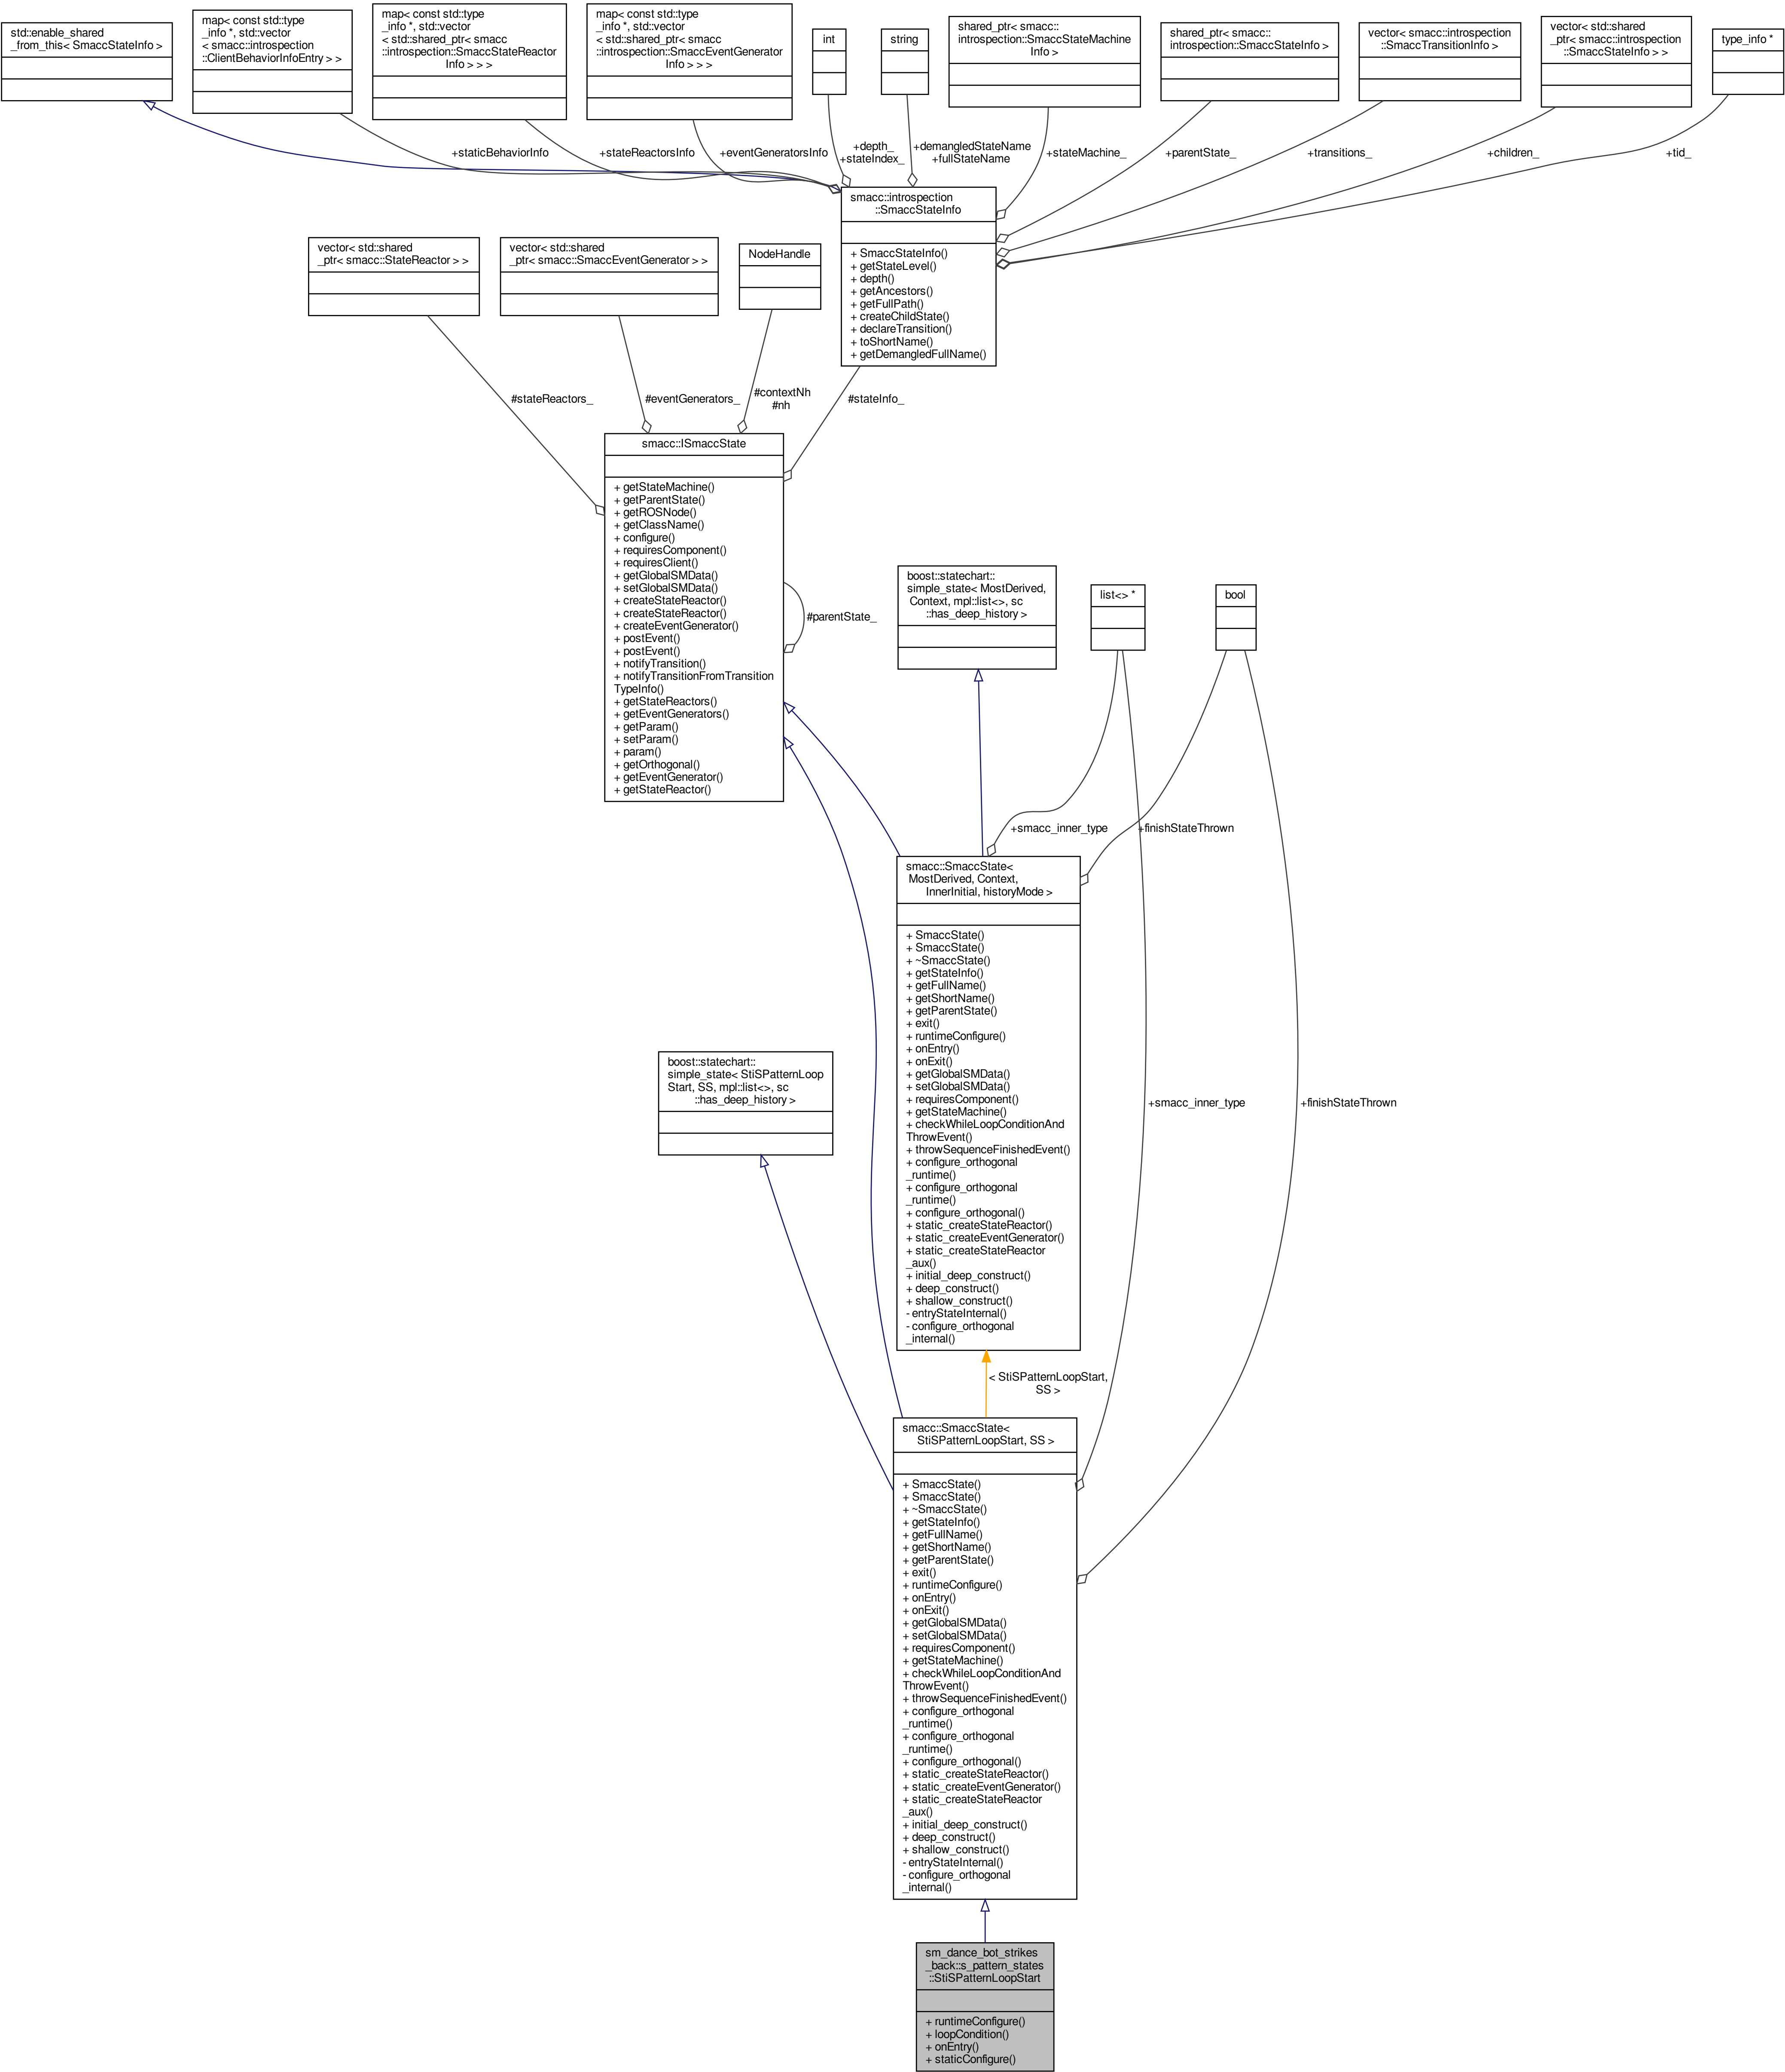 std::enable_shared
_from_this< SmaccStateInfo >
map< const std::type
_info *, std::vector
< smacc::introspection
::ClientBehaviorInfoEntry > >
map< const std::type
_info *, std::vector
< std::shared_ptr< smacc
::introspection::SmaccStateReactor
Info > > >
map< const std::type
_info *, std::vector
< std::shared_ptr< smacc
::introspection::SmaccEventGenerator
Info > > >
int
string
shared_ptr< smacc::
introspection::SmaccStateMachine
Info >
shared_ptr< smacc::
introspection::SmaccStateInfo >
vector< smacc::introspection
::SmaccTransitionInfo >
vector< std::shared
_ptr< smacc::introspection
::SmaccStateInfo > >
type_info *
+staticBehaviorInfo
+stateReactorsInfo
+eventGeneratorsInfo
+depth_
+stateIndex_
+demangledStateName
+fullStateName
+stateMachine_
+parentState_
+transitions_
+children_
+tid_
smacc::introspection
::SmaccStateInfo
+ SmaccStateInfo()
+ getStateLevel()
+ depth()
+ getAncestors()
+ getFullPath()
+ createChildState()
+ declareTransition()
+ toShortName()
+ getDemangledFullName()
vector< std::shared
_ptr< smacc::StateReactor > >
vector< std::shared
_ptr< smacc::SmaccEventGenerator > >
NodeHandle
#stateReactors_
#eventGenerators_
#contextNh
#nh
#stateInfo_
smacc::ISmaccState
+ getStateMachine()
+ getParentState()
+ getROSNode()
+ getClassName()
+ configure()
+ requiresComponent()
+ requiresClient()
+ getGlobalSMData()
+ setGlobalSMData()
+ createStateReactor()
+ createStateReactor()
+ createEventGenerator()
+ postEvent()
+ postEvent()
+ notifyTransition()
+ notifyTransitionFromTransition
TypeInfo()
+ getStateReactors()
+ getEventGenerators()
+ getParam()
+ setParam()
+ param()
+ getOrthogonal()
+ getEventGenerator()
+ getStateReactor()
#parentState_
boost::statechart::
simple_state< MostDerived,
Context, mpl::list<>, sc
::has_deep_history >
list<> *
bool
+smacc_inner_type
+finishStateThrown
smacc::SmaccState<
MostDerived, Context,
InnerInitial, historyMode >
+ SmaccState()
+ SmaccState()
+ ~SmaccState()
+ getStateInfo()
+ getFullName()
+ getShortName()
+ getParentState()
+ exit()
+ runtimeConfigure()
+ onEntry()
+ onExit()
+ getGlobalSMData()
+ setGlobalSMData()
+ requiresComponent()
+ getStateMachine()
+ checkWhileLoopConditionAnd
ThrowEvent()
+ throwSequenceFinishedEvent()
+ configure_orthogonal
_runtime()
+ configure_orthogonal
_runtime()
+ configure_orthogonal()
+ static_createStateReactor()
+ static_createEventGenerator()
+ static_createStateReactor
_aux()
+ initial_deep_construct()
+ deep_construct()
+ shallow_construct()
- entryStateInternal()
- configure_orthogonal
_internal()
boost::statechart::
simple_state< StiSPatternLoop
Start, SS, mpl::list<>, sc
::has_deep_history >
+smacc_inner_type
+finishStateThrown
< StiSPatternLoopStart,
SS >
smacc::SmaccState<
StiSPatternLoopStart, SS >
+ SmaccState()
+ SmaccState()
+ ~SmaccState()
+ getStateInfo()
+ getFullName()
+ getShortName()
+ getParentState()
+ exit()
+ runtimeConfigure()
+ onEntry()
+ onExit()
+ getGlobalSMData()
+ setGlobalSMData()
+ requiresComponent()
+ getStateMachine()
+ checkWhileLoopConditionAnd
ThrowEvent()
+ throwSequenceFinishedEvent()
+ configure_orthogonal
_runtime()
+ configure_orthogonal
_runtime()
+ configure_orthogonal()
+ static_createStateReactor()
+ static_createEventGenerator()
+ static_createStateReactor
_aux()
+ initial_deep_construct()
+ deep_construct()
+ shallow_construct()
- entryStateInternal()
- configure_orthogonal
_internal()
sm_dance_bot_strikes
_back::s_pattern_states
::StiSPatternLoopStart
+ runtimeConfigure()
+ loopCondition()
+ onEntry()
+ staticConfigure()